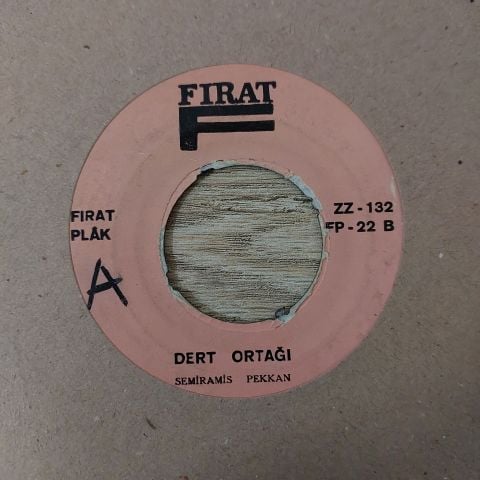 FIRAT
F
FIRAT
PLÂK
ZZ - 132
FP - 22 B
A
DERT ORTAĞI
SEMİRAMİS PEKKAN